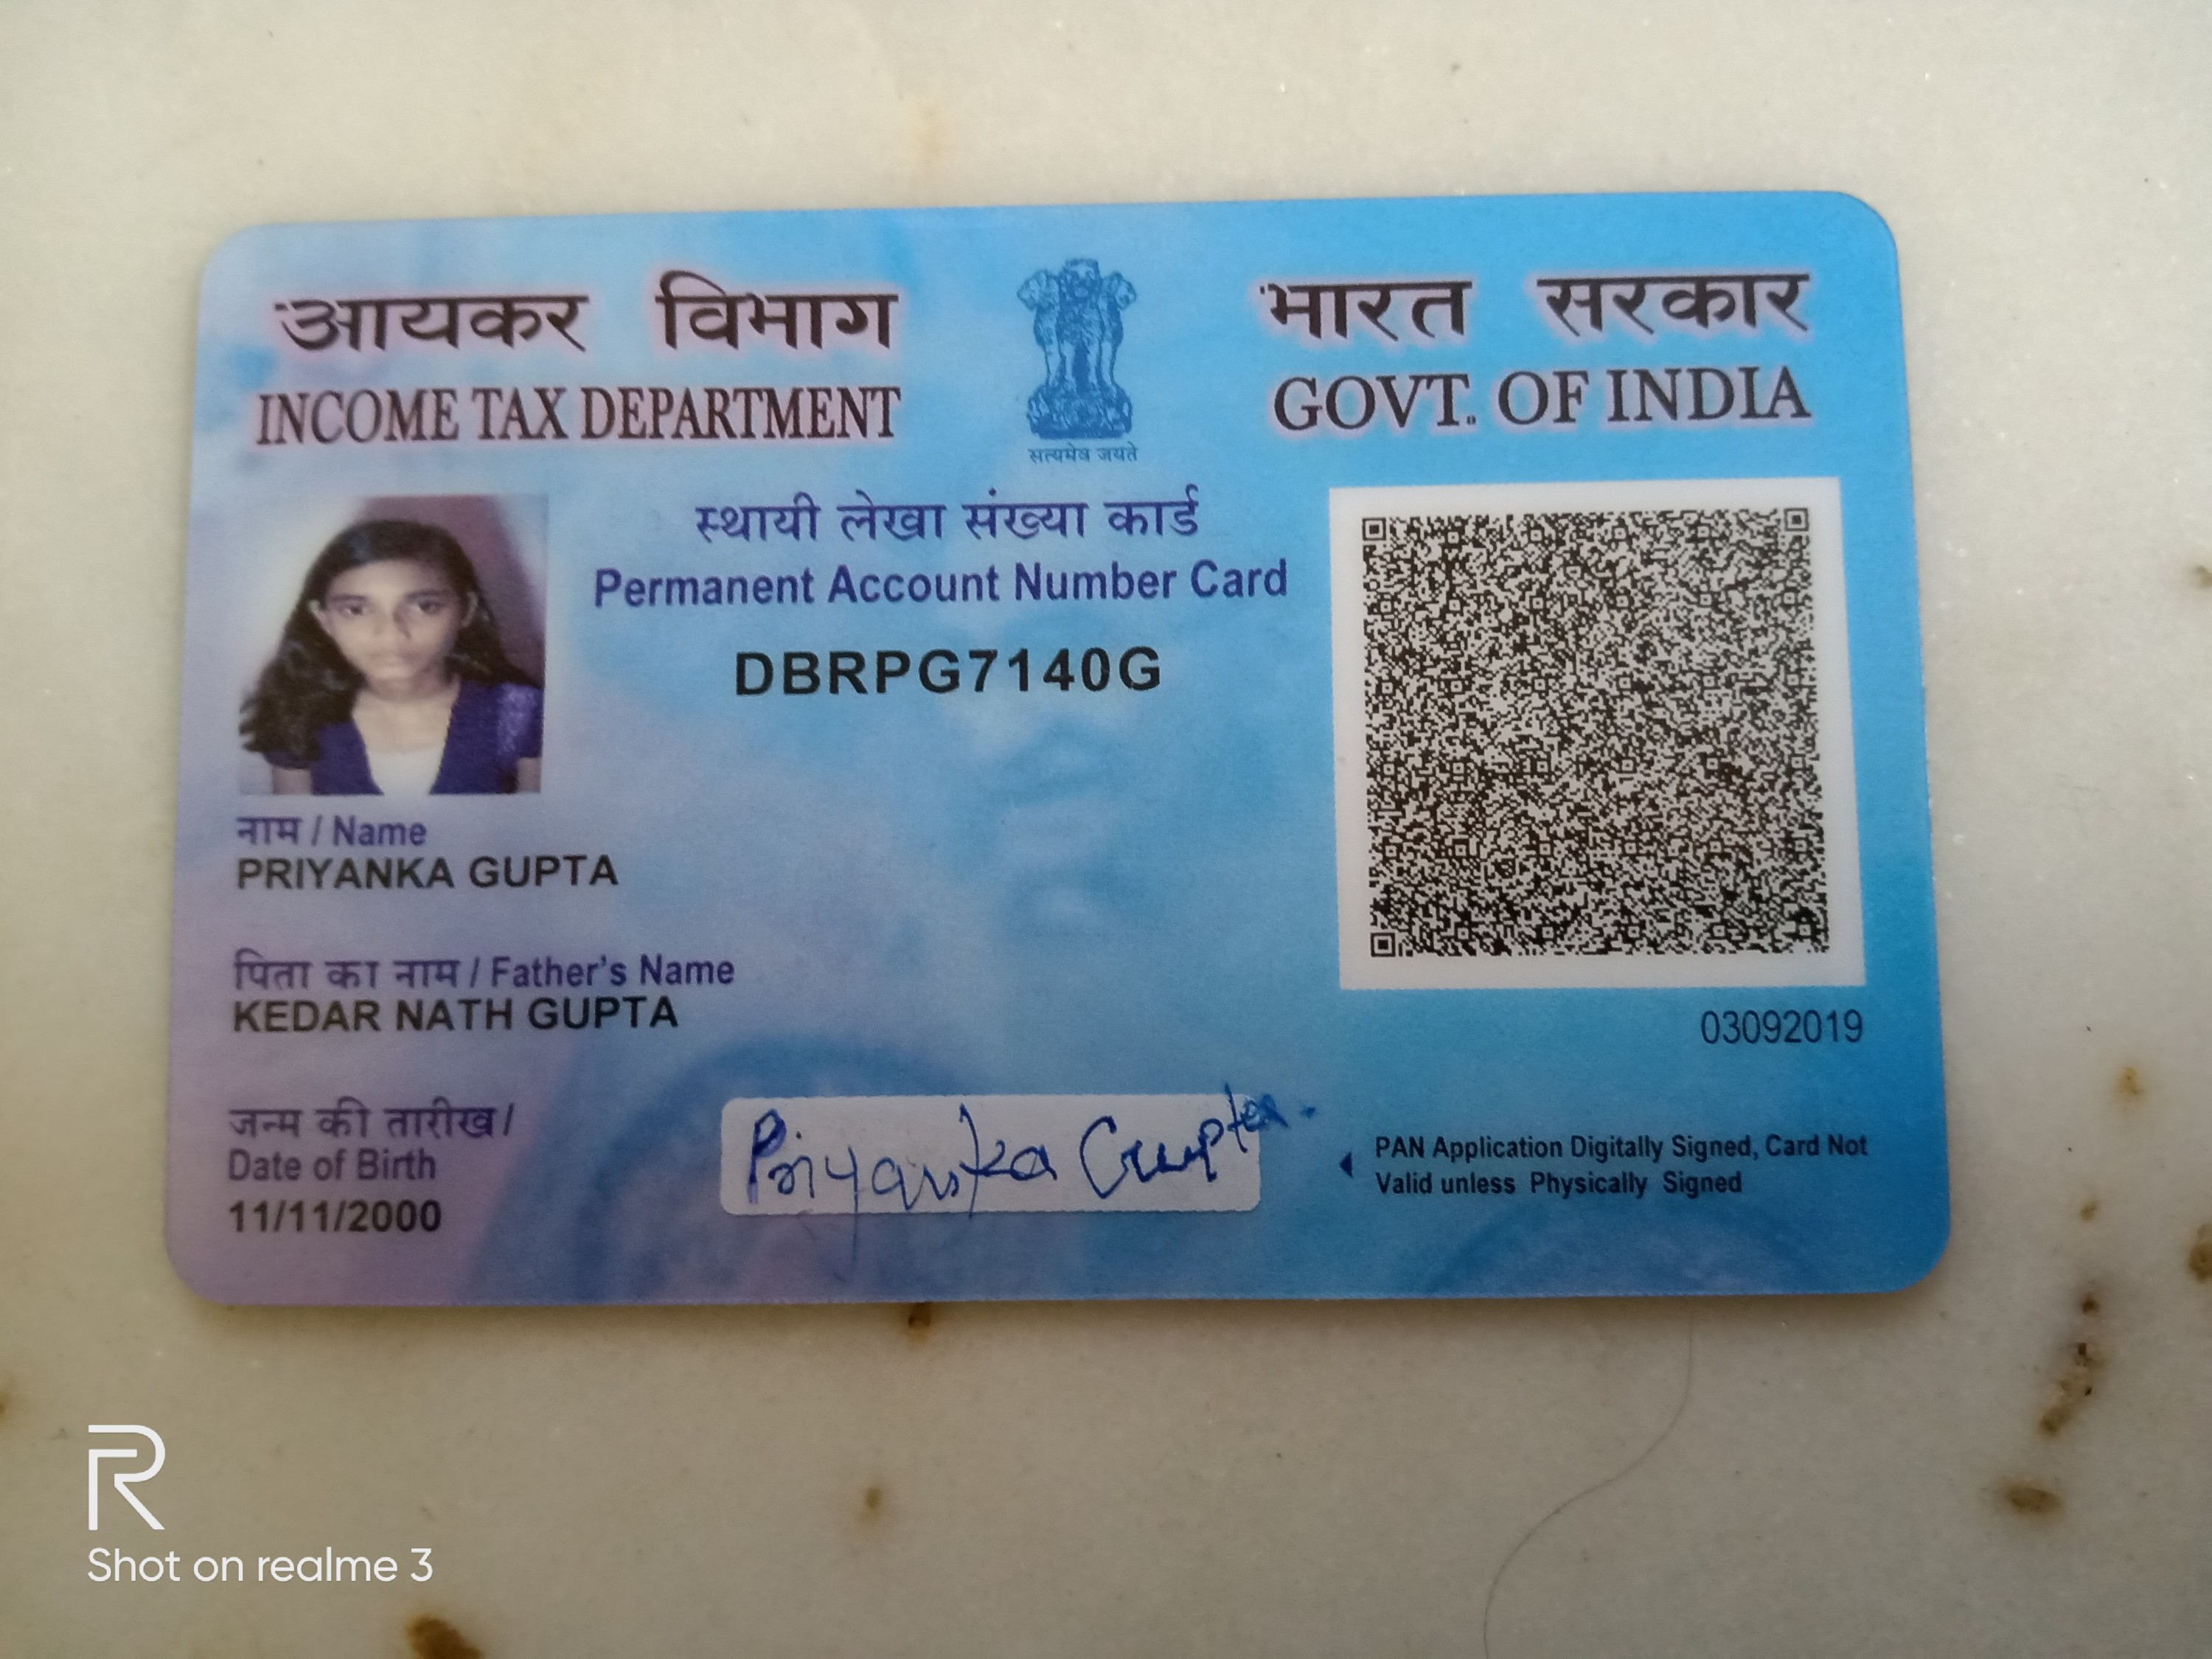 आयकर विभाग
INCOME TAX DEPARTMENT
सत्यमेव जयते
भारत सरकार
GOVT. OF INDIA
स्थायी लेखा संख्या कार्ड
Permanent Account Number Card
DBRPG7140G
नाम / Name
PRIYANKA GUPTA
पिता का नाम / Father's Name
KEDAR NATH GUPTA
03092019
जन्म की तारीख /
Date of Birth
11/11/2000
Priyanka Gupta
PAN Application Digitally Signed, Card Not
Valid unless Physically Signed
R
Shot on realme 3